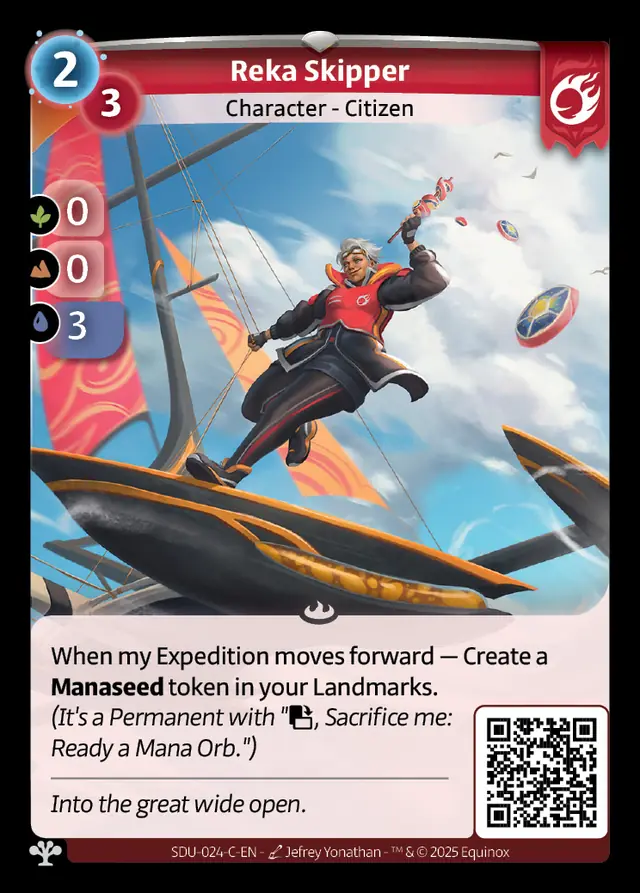 2
Reka Skipper
3
Character - Citizen
0
0
3
When my Expedition moves forward — Create a
Manaseed token in your Landmarks.
(It's a Permanent with ", Sacrifice me:
Ready a Mana Orb.")
Into the great wide open.
SDU-024-C-EN - Jefrey Yonathan - ™ & © 2025 Equinox